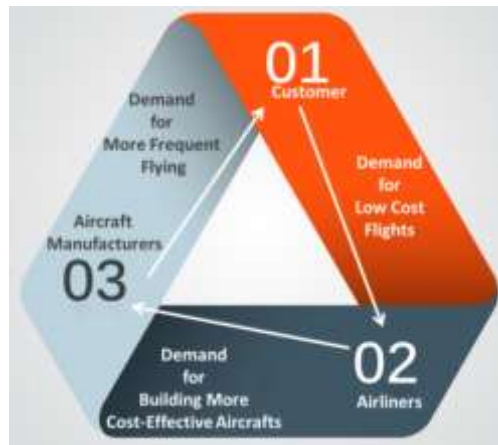 01
Customer
Demand
for
Low Cost
Flights
02
Airliners
Demand
for
Building More
Cost-Effective Aircrafts
Aircraft
Manufacturers
03
Demand
for
More Frequent
Flying